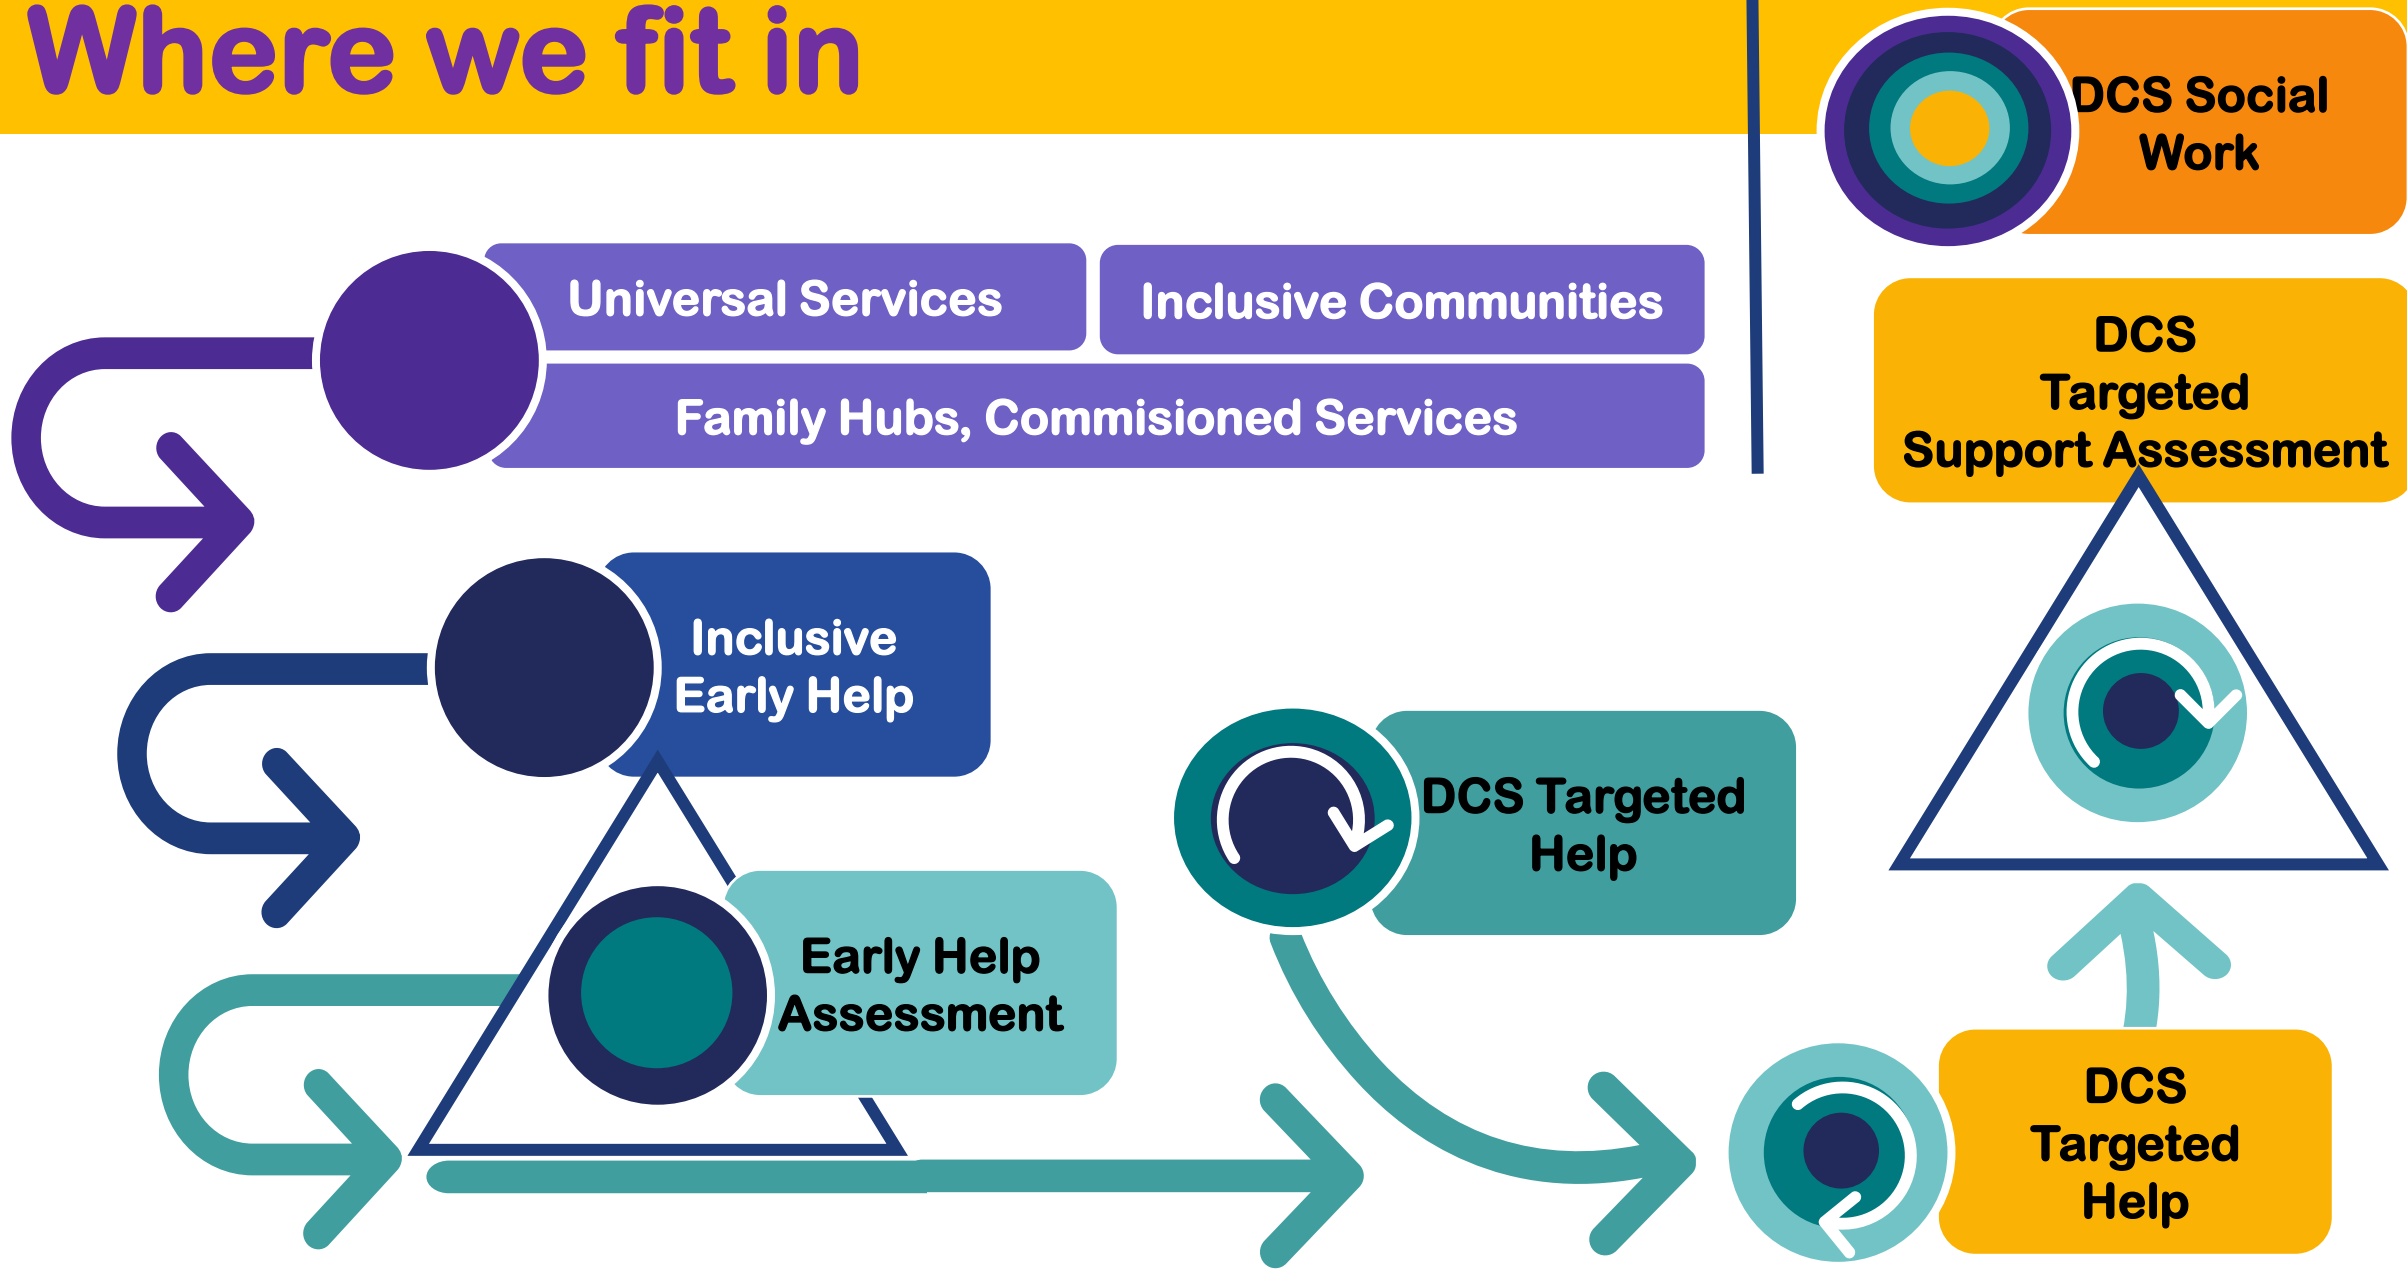 Where we fit in
DCS Social
Work
Universal Services
Inclusive Communities
Family Hubs, Commisioned Services
DCS
Targeted
Support Assessment
Inclusive
Early Help
DCS Targeted
Help
Early Help
Assessment
DCS
Targeted
Help